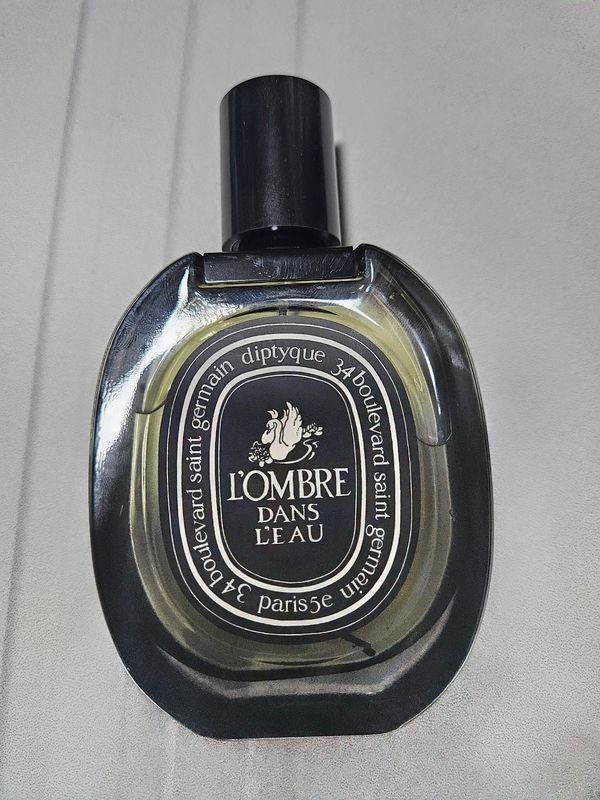 diptyque 34 boulevard saint germain paris5e 34 boulevard saint germain
L'OMBRE
DANS
L'EAU